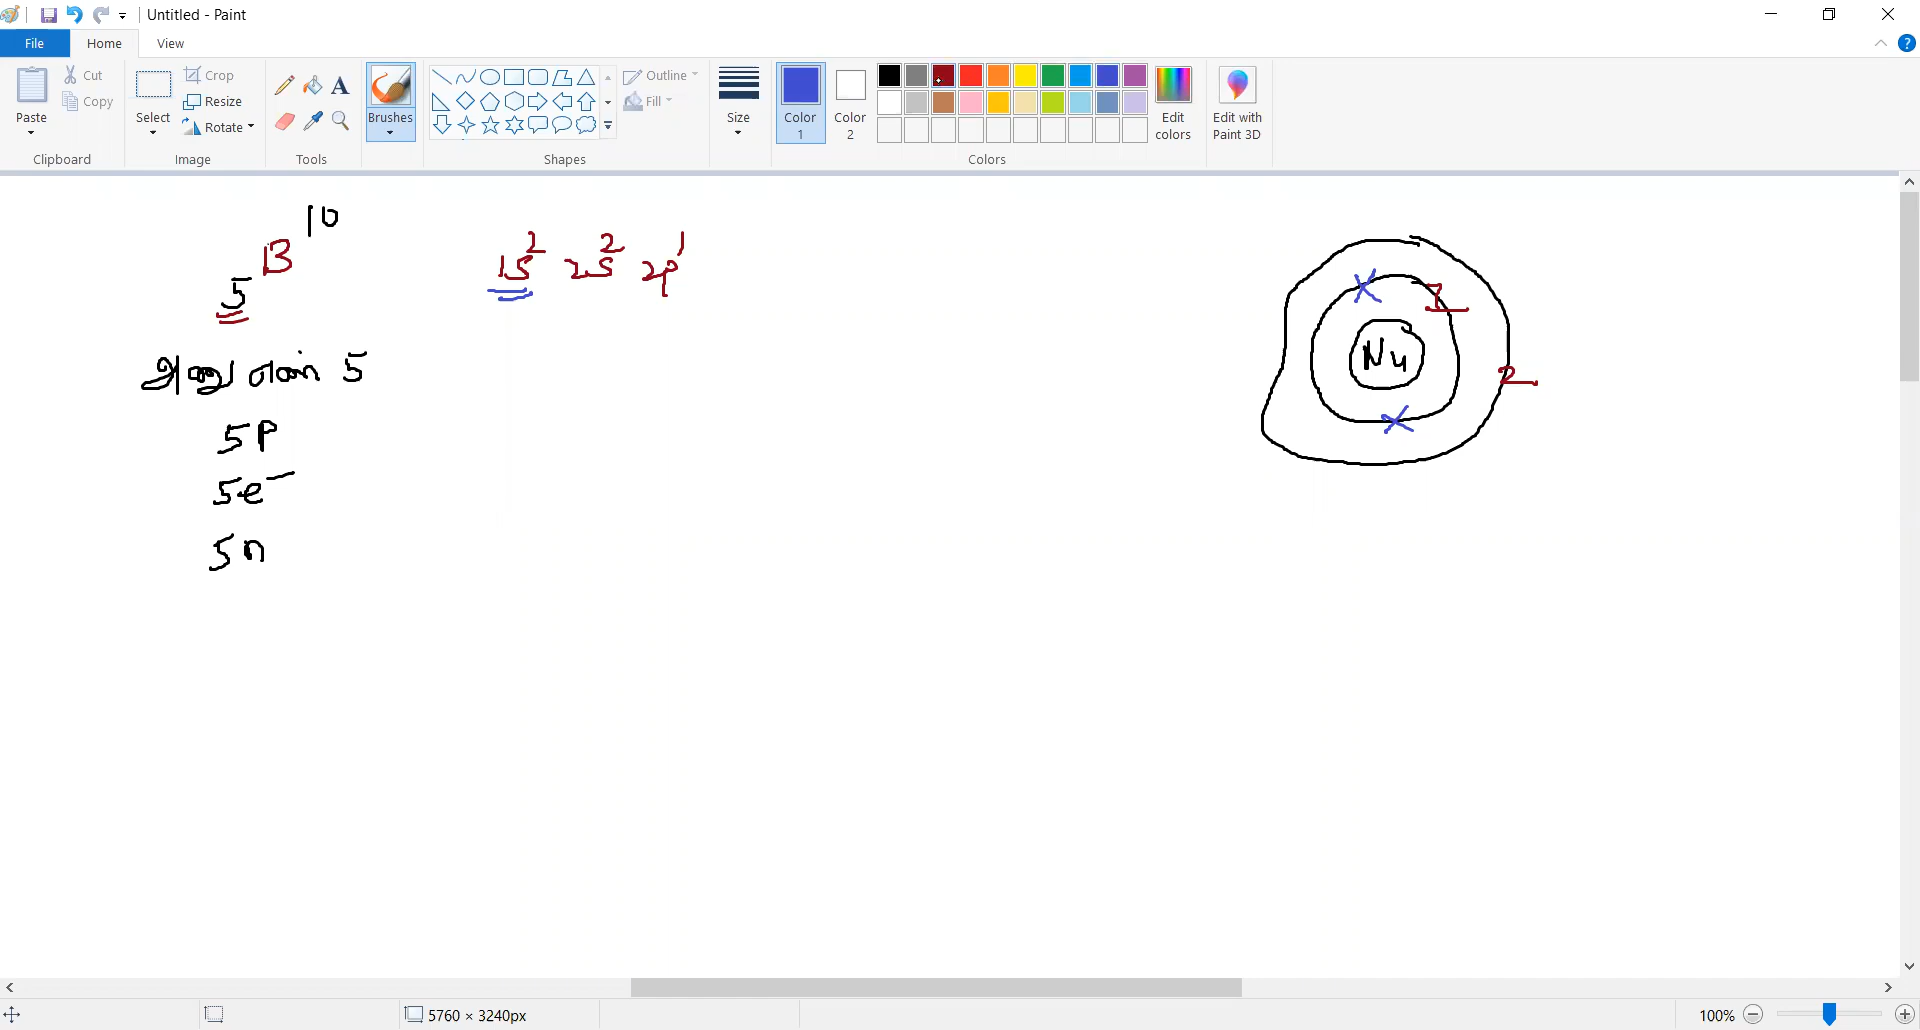 Untitled - Paint
File Home View
Cut
Copy
Paste
Clipboard
Crop
Resize
Rotate
Select
Image
Tools
Brushes
Shapes
Outline
Fill
Size
Color 1
Color 2
Colors
Edit colors
Edit with Paint 3D
10
B
5
அணு எண் 5
5P
5e⁻
5n
1s² 2s² 2p¹
1
Nu
2
5760 × 3240px
100%